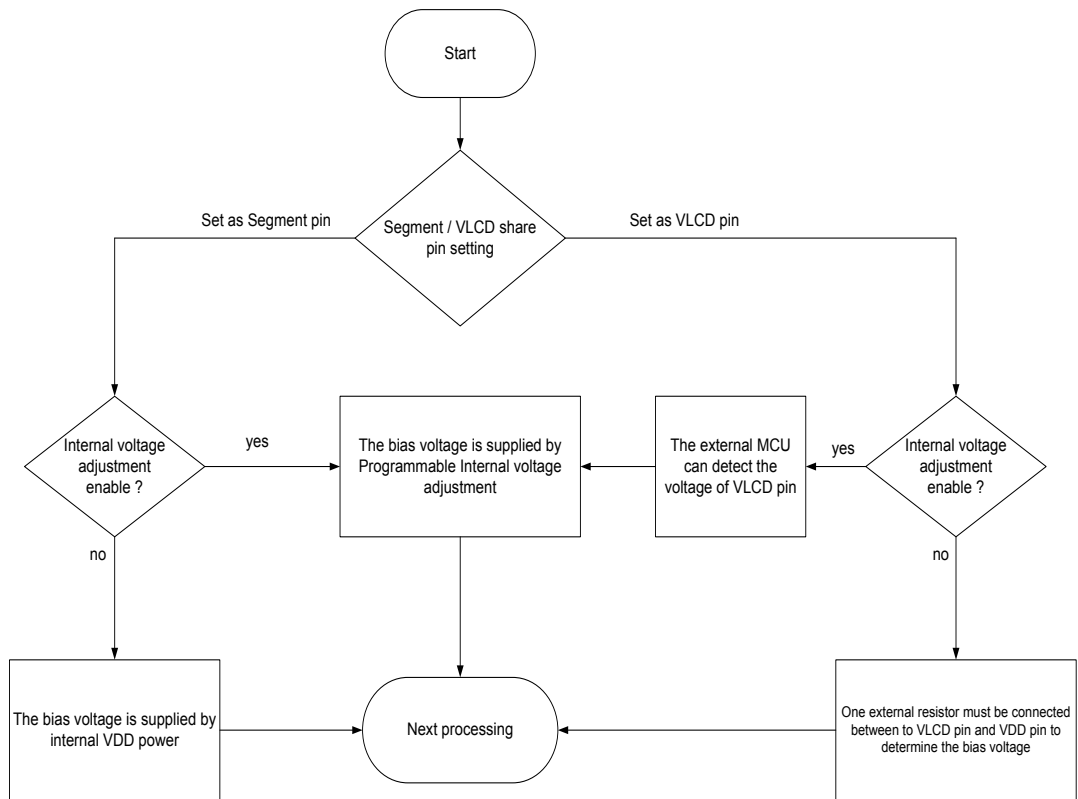 Start
Segment / VLCD share
pin setting
Set as Segment pin
Set as VLCD pin
Internal voltage
adjustment
enable ?
yes
The bias voltage is supplied by
Programmable Internal voltage
adjustment
The external MCU
can detect the
voltage of VLCD pin
yes
Internal voltage
adjustment
enable ?
no
no
The bias voltage is supplied by
internal VDD power
Next processing
One external resistor must be connected
between to VLCD pin and VDD pin to
determine the bias voltage